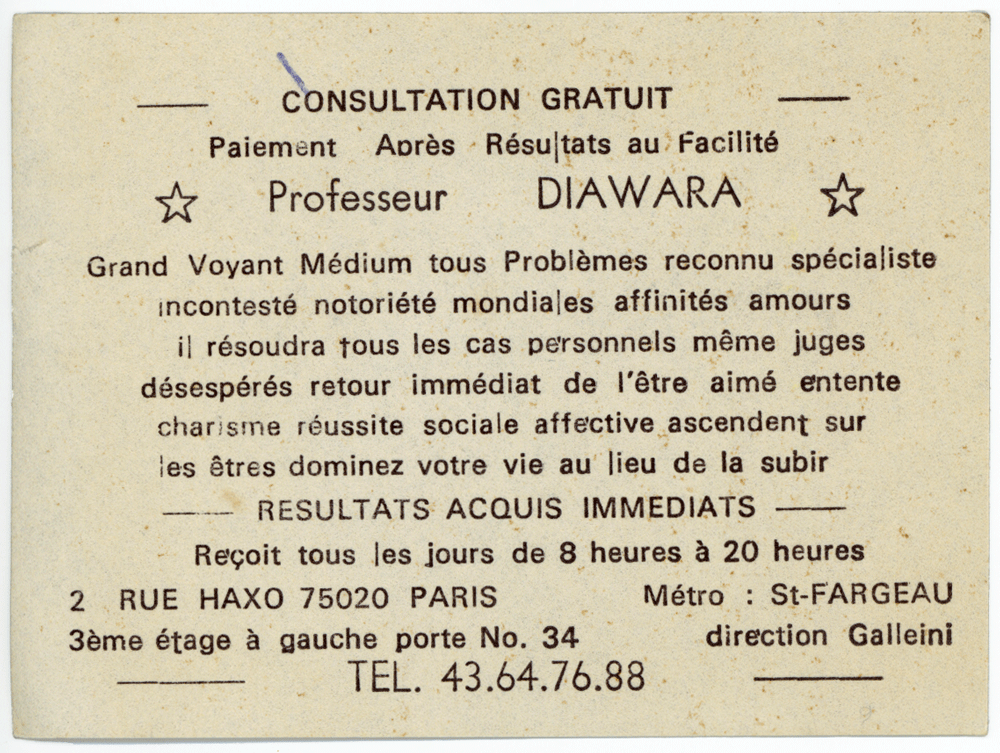 CONSULTATION GRATUIT
Paiement Après Résultats au Facilité
Professeur DIAWARA
Grand Voyant Médium tous Problèmes reconnu spécialiste
incontesté notoriété mondiales affinités amours
il résoudra tous les cas personnels même juges
désespérés retour immédiat de l'être aimé entente
charisme réussite sociale affective ascendent sur
les êtres dominez votre vie au lieu de la subir
RESULTATS ACQUIS IMMEDIATS
Reçoit tous les jours de 8 heures à 20 heures
2 RUE HAXO 75020 PARIS Métro : St-FARGEAU
3ème étage à gauche porte No. 34 direction Galleini
TEL. 43.64.76.88